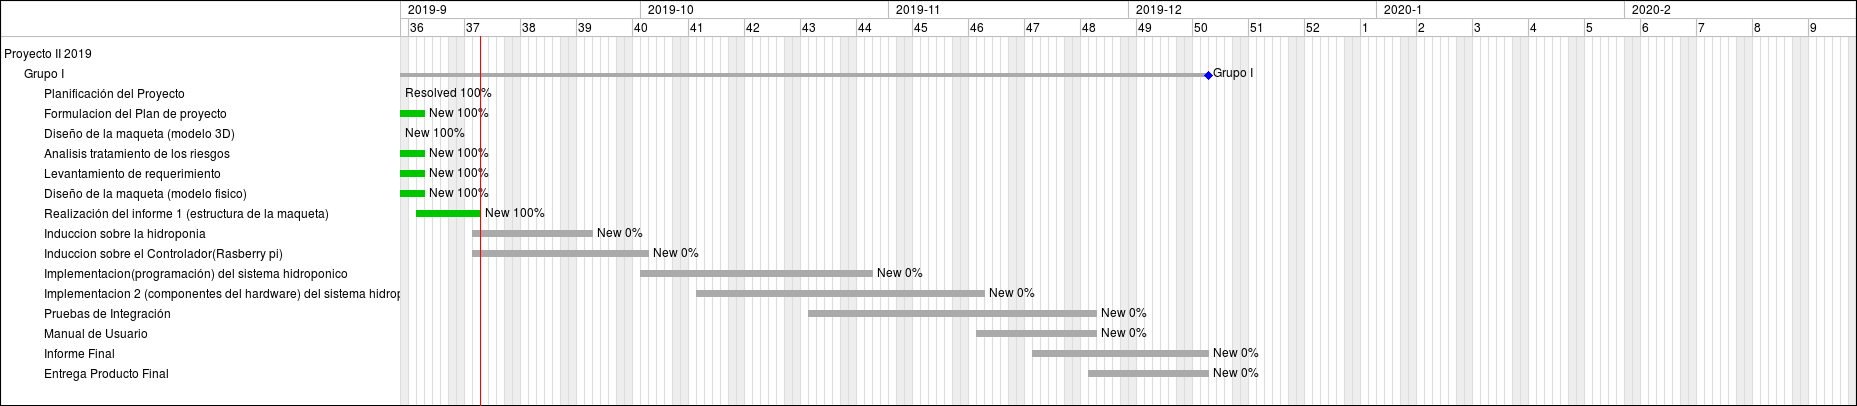 2019-9 2019-10 2019-11 2019-12 2020-1 2020-2
36 37 38 39 40 41 42 43 44 45 46 47 48 49 50 51 52 1 2 3 4 5 6 7 8 9
Proyecto II 2019
Grupo I Grupo I
Planificación del Proyecto Resolved 100%
Formulacion del Plan de proyecto New 100%
Diseño de la maqueta (modelo 3D) New 100%
Analisis tratamiento de los riesgos New 100%
Levantamiento de requerimiento New 100%
Diseño de la maqueta (modelo fisico) New 100%
Realización del informe 1 (estructura de la maqueta) New 100%
Induccion sobre la hidroponia New 0%
Induccion sobre el Controlador(Rasberry pi) New 0%
Implementacion(programación) del sistema hidroponico New 0%
Implementacion 2 (componentes del hardware) del sistema hidrop New 0%
Pruebas de Integración New 0%
Manual de Usuario New 0%
Informe Final New 0%
Entrega Producto Final New 0%